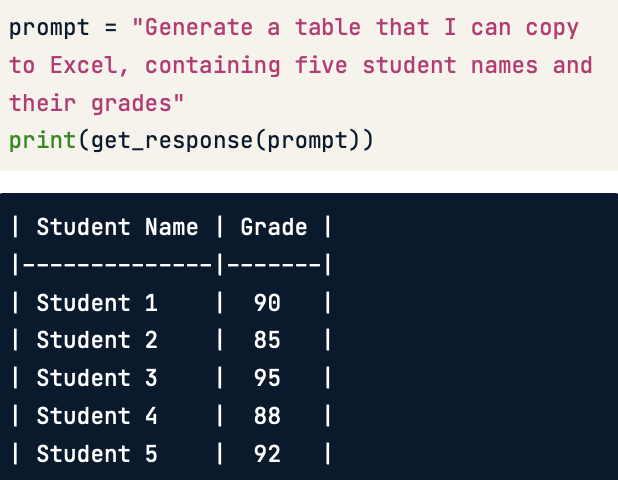 prompt = "Generate a table that I can copy
to Excel, containing five student names and
their grades"
print(get_response(prompt))
| Student Name | Grade |
|--------------|-------|
| Student 1    |  90   |
| Student 2    |  85   |
| Student 3    |  95   |
| Student 4    |  88   |
| Student 5    |  92   |